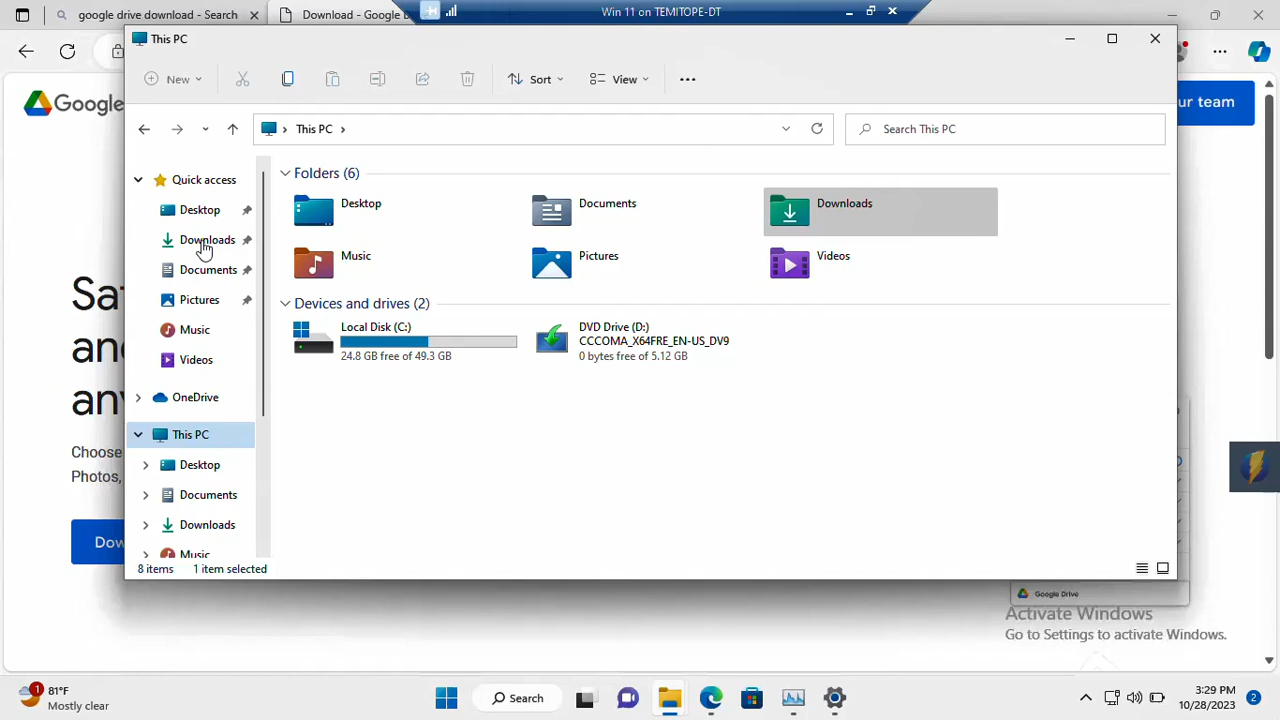 google drive download - Search
Download - Google D
Win 11 on TEMITOPE-DT
This PC
New
Sort
View
This PC
Search This PC
Google
ur team
Quick access
Desktop
Downloads
Documents
Pictures
Music
Videos
OneDrive
This PC
Desktop
Documents
Downloads
Music
Folders (6)
Desktop
Documents
Downloads
Music
Pictures
Videos
Devices and drives (2)
Local Disk (C:)
24.8 GB free of 49.3 GB
DVD Drive (D:)
CCCOMA_X64FRE_EN-US_DV9
0 bytes free of 5.12 GB
8 items
1 item selected
and
any
Choose
Photos,
Dow
Google Drive
Activate Windows
Go to Settings to activate Windows.
81°F
Mostly clear
1
Search
3:29 PM
10/28/2023
2